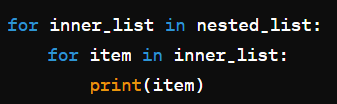 for inner_list in nested_list:
    for item in inner_list:
        print(item)